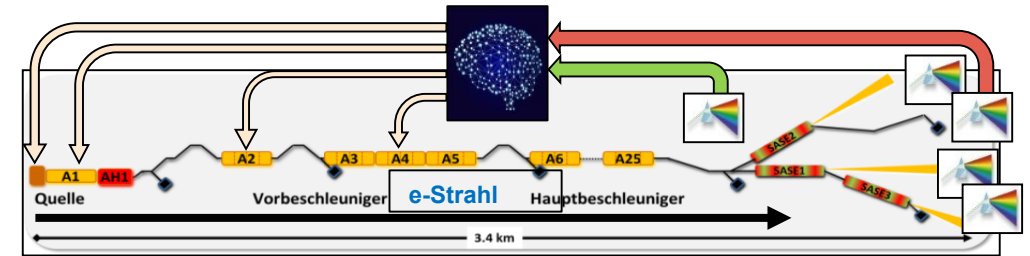 SASE2
A2
A3
A4
A5
A6
A25
A1
AH1
SASE1
SASE3
Quelle
Vorbeschleuniger
e-Strahl
Hauptbeschleuniger
3.4 km